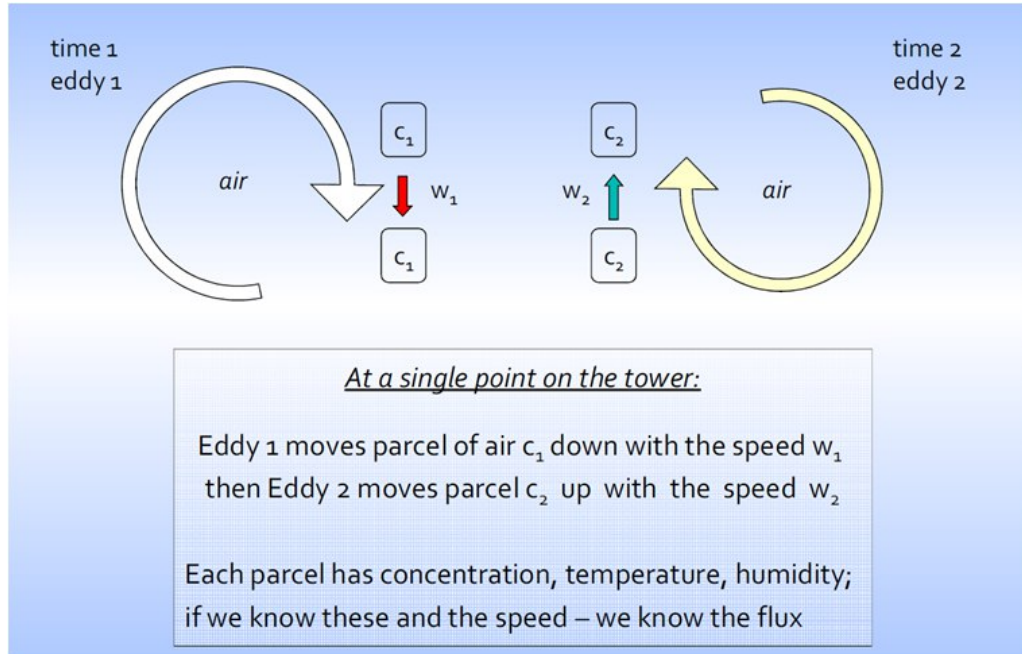 time 1
eddy 1
time 2
eddy 2
c₁
c₂
air
w₁
w₂
air
c₁
c₂
At a single point on the tower:
Eddy 1 moves parcel of air c₁ down with the speed w₁
then Eddy 2 moves parcel c₂ up with the speed w₂
Each parcel has concentration, temperature, humidity;
if we know these and the speed – we know the flux